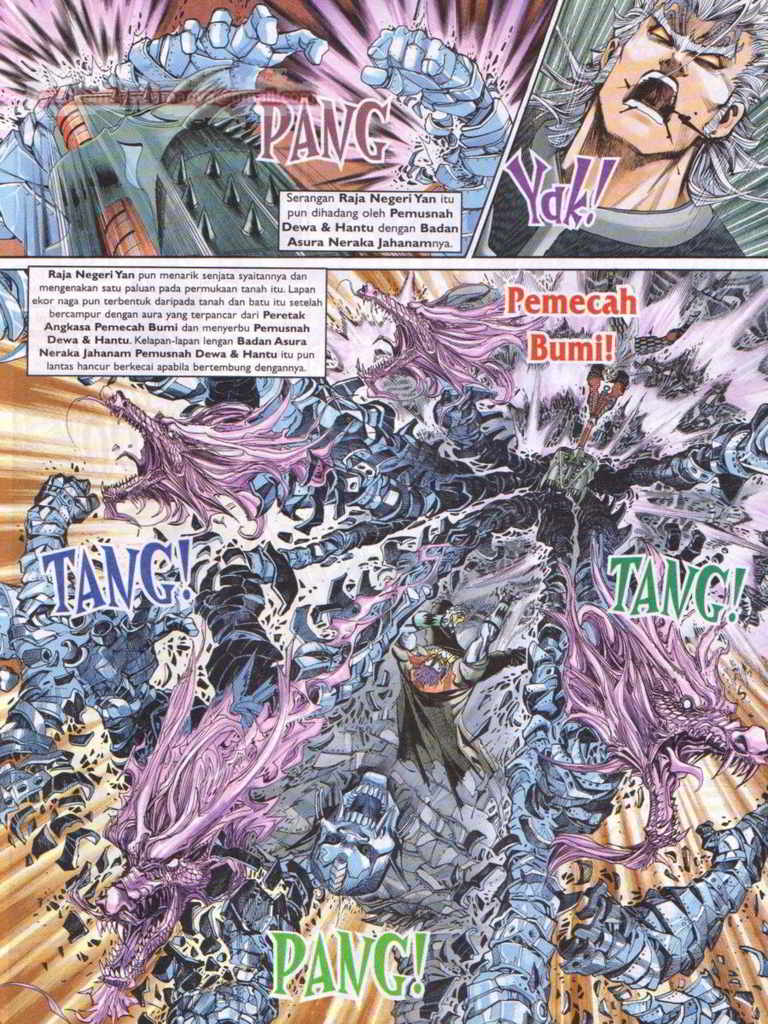 PANG
Yak!
Serangan Raja Negeri Yan itu
pun dihadang oleh Pemusnah
Dewa & Hantu dengan Badan
Asura Neraka Jahanamnya.
Raja Negeri Yan pun menarik senjata syaitannya dan
mengenakan satu paluan pada permukaan tanah itu. Lapan
ekor naga pun terbentuk daripada tanah dan batu itu setelah
bercampur dengan aura yang terpancar dari Peretak
Angkasa Pemecah Bumi dan menyerbu Pemusnah
Dewa & Hantu. Kelapan-lapan lengan Badan Asura
Neraka Jahanam Pemusnah Dewa & Hantu itu pun
lantas hancur berkecai apabila bertembung dengannya.
Pemecah
Bumi!
TANG!
TANG!
PANG!